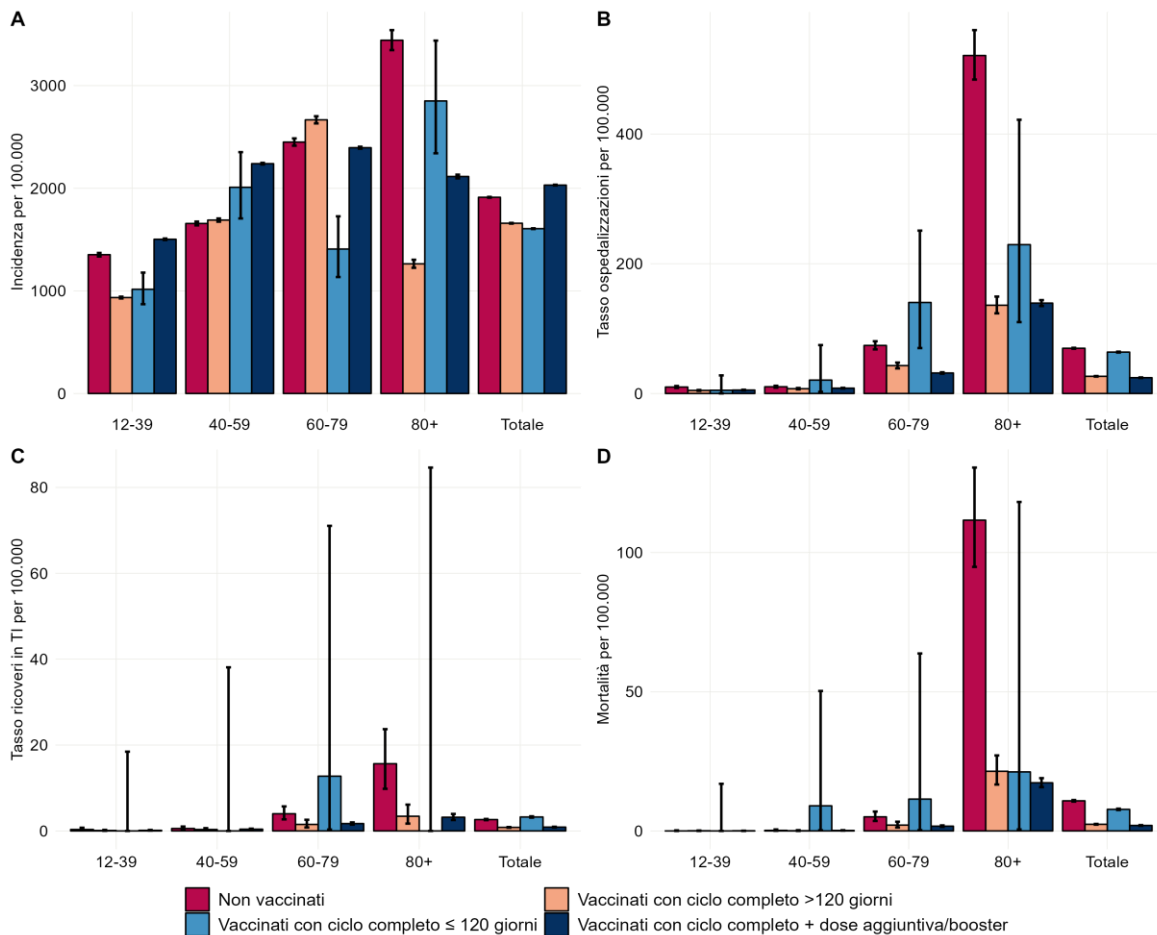 A
Incidenza per 100.000
3000
2000
1000
0
12-39 40-59 60-79 80+ Totale
B
Tasso ospedalizzazioni per 100.000
400
200
0
12-39 40-59 60-79 80+ Totale
C
Tasso ricoveri in TI per 100.000
80
60
40
20
0
12-39 40-59 60-79 80+ Totale
D
Mortalità per 100.000
100
50
0
12-39 40-59 60-79 80+ Totale
Non vaccinati
Vaccinati con ciclo completo >120 giorni
Vaccinati con ciclo completo ≤ 120 giorni
Vaccinati con ciclo completo + dose aggiuntiva/booster